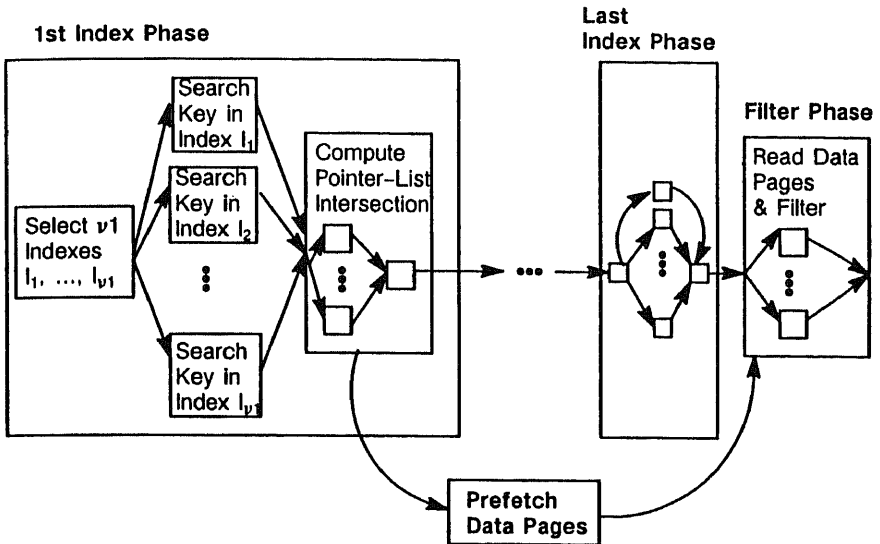 1st Index Phase
Search
Key in
Index I1
Search
Key in
Index I2
Search
Key in
Index Iν1
Select ν1
Indexes
I1, ..., Iν1
Compute
Pointer-List
Intersection
Last
Index Phase
Filter Phase
Read Data
Pages
& Filter
Prefetch
Data Pages